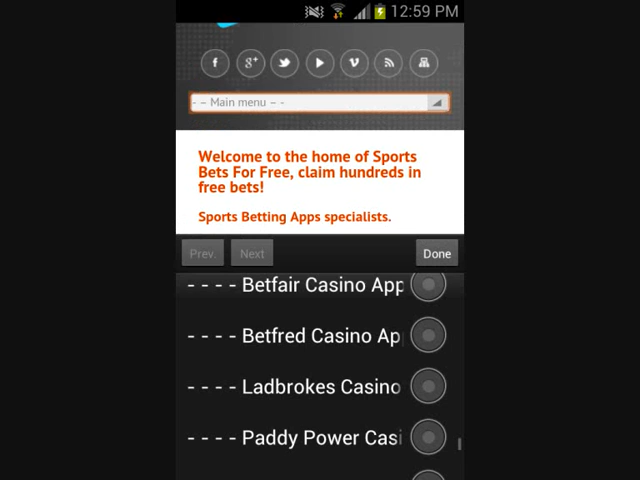 12:59 PM
- – Main menu – -
Welcome to the home of Sports
Bets For Free, claim hundreds in
free bets!
Sports Betting Apps specialists.
Prev.
Next
Done
- - - - Betfair Casino App
- - - - Betfred Casino Ap
- - - - Ladbrokes Casino
- - - - Paddy Power Casi